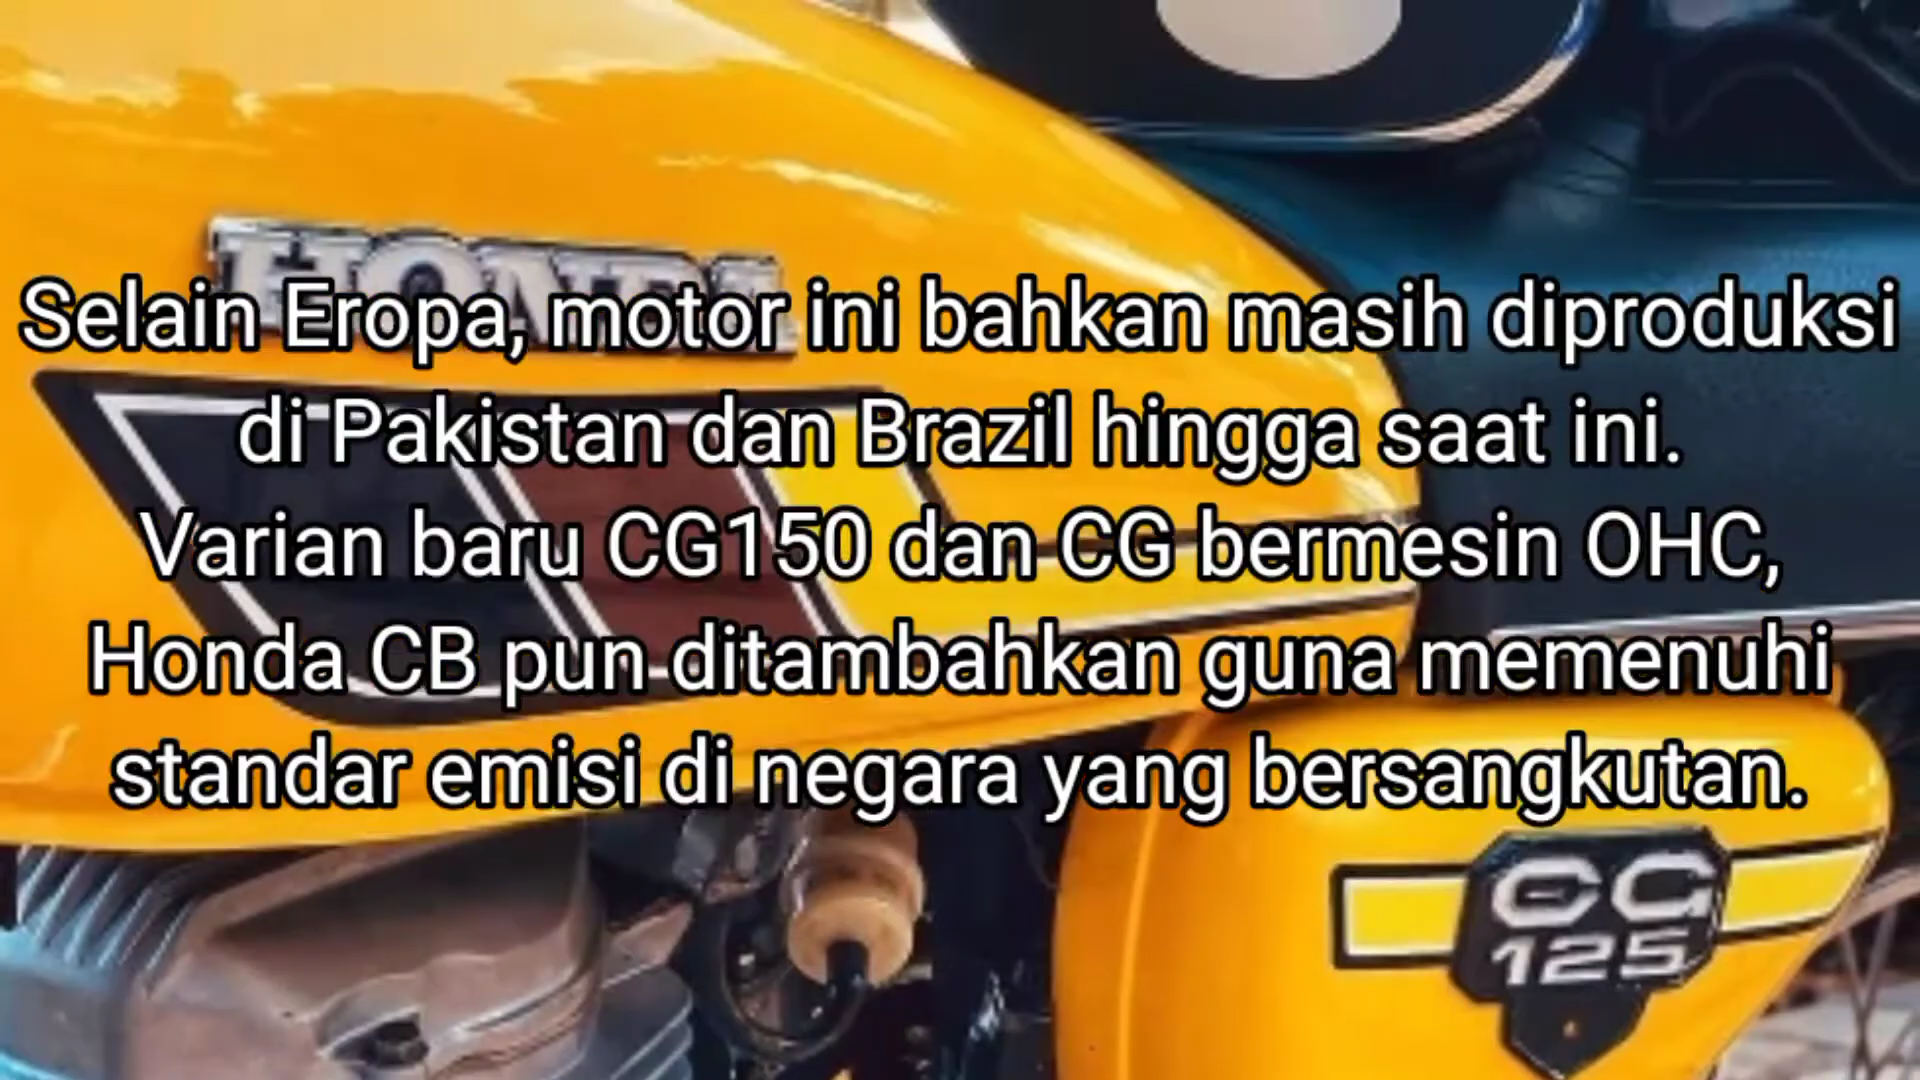 HONDA
Selain Eropa, motor ini bahkan masih diproduksi
di Pakistan dan Brazil hingga saat ini.
Varian baru CG150 dan CG bermesin OHC,
Honda CB pun ditambahkan guna memenuhi
standar emisi di negara yang bersangkutan.
CG
125